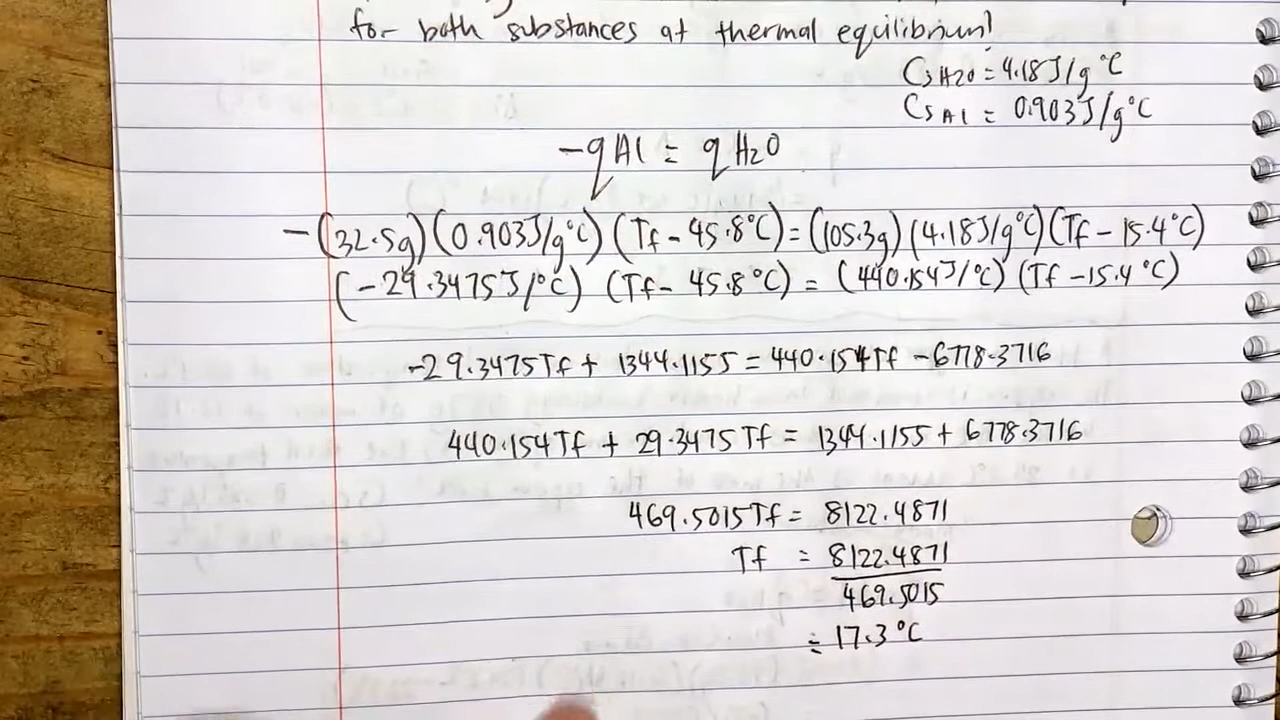 for both substances at thermal equilibrium!
Cs H2O = 4.18 J/g °C
Cs Al = 0.903 J/g°C
-q Al = q H2O
-(32.5g)(0.903J/g°C)(Tf - 45.8°C) = (105.3g)(4.18J/g°C)(Tf - 15.4°C)
(-29.3475J/°C) (Tf - 45.8°C) = (440.154J/°C) (Tf - 15.4°C)
-29.3475Tf + 1344.1155 = 440.154Tf - 6778.3716
440.154Tf + 29.3475Tf = 1344.1155 + 6778.3716
469.5015Tf = 8122.4871
Tf = 8122.4871
469.5015
= 17.3°C